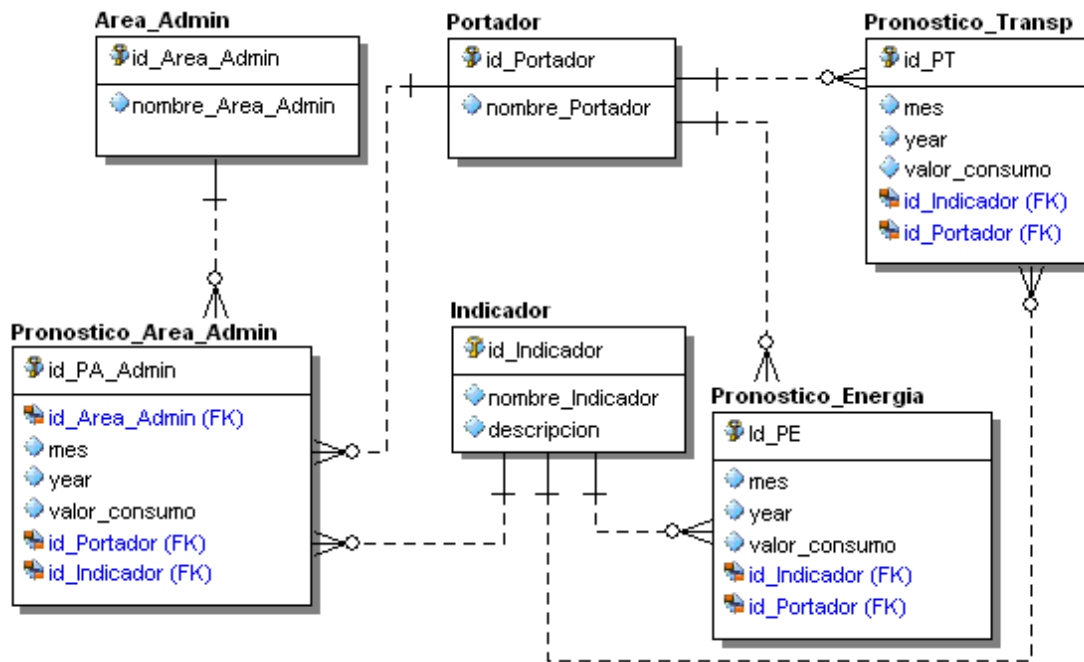 Area_Admin
id_Area_Admin
nombre_Area_Admin
Portador
id_Portador
nombre_Portador
Pronostico_Transp
id_PT
mes
year
valor_consumo
id_Indicador (FK)
id_Portador (FK)
Pronostico_Area_Admin
id_PA_Admin
id_Area_Admin (FK)
mes
year
valor_consumo
id_Portador (FK)
id_Indicador (FK)
Indicador
id_Indicador
nombre_Indicador
descripcion
Pronostico_Energia
Id_PE
mes
year
valor_consumo
id_Indicador (FK)
id_Portador (FK)